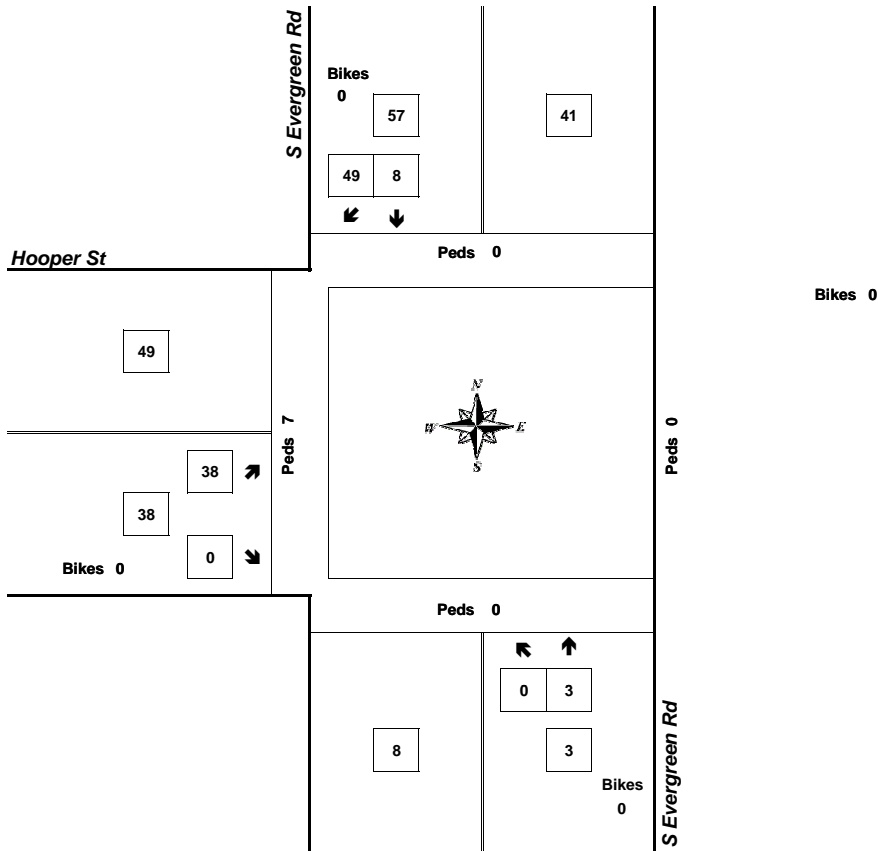 S Evergreen Rd
Bikes
0
57
41
49 8
Peds 0
Hooper St
Bikes 0
49
N
W E
S
Peds 7
Peds 0
38
38
0
Bikes 0
Peds 0
0 3
8
3
Bikes
0
S Evergreen Rd